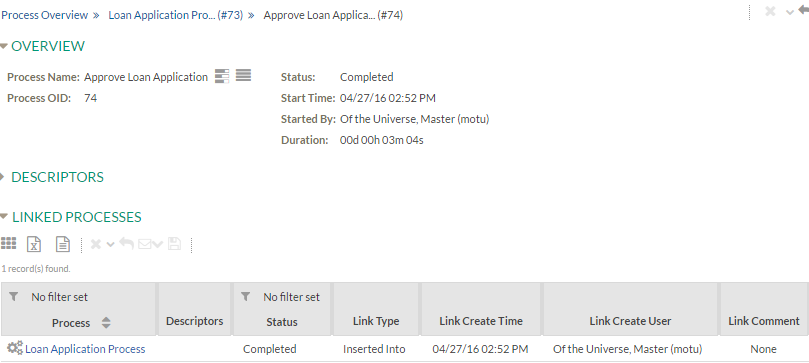 Process Overview » Loan Application Pro... (#73) » Approve Loan Applica... (#74)
OVERVIEW
Process Name: Approve Loan Application Status: Completed
Process OID: 74 Start Time: 04/27/16 02:52 PM
Started By: Of the Universe, Master (motu)
Duration: 00d 00h 03m 04s
DESCRIPTORS
LINKED PROCESSES
1 record(s) found.
No filter set No filter set
Process Descriptors Status Link Type Link Create Time Link Create User Link Comment
Loan Application Process Completed Inserted Into 04/27/16 02:52 PM Of the Universe, Master (motu) None